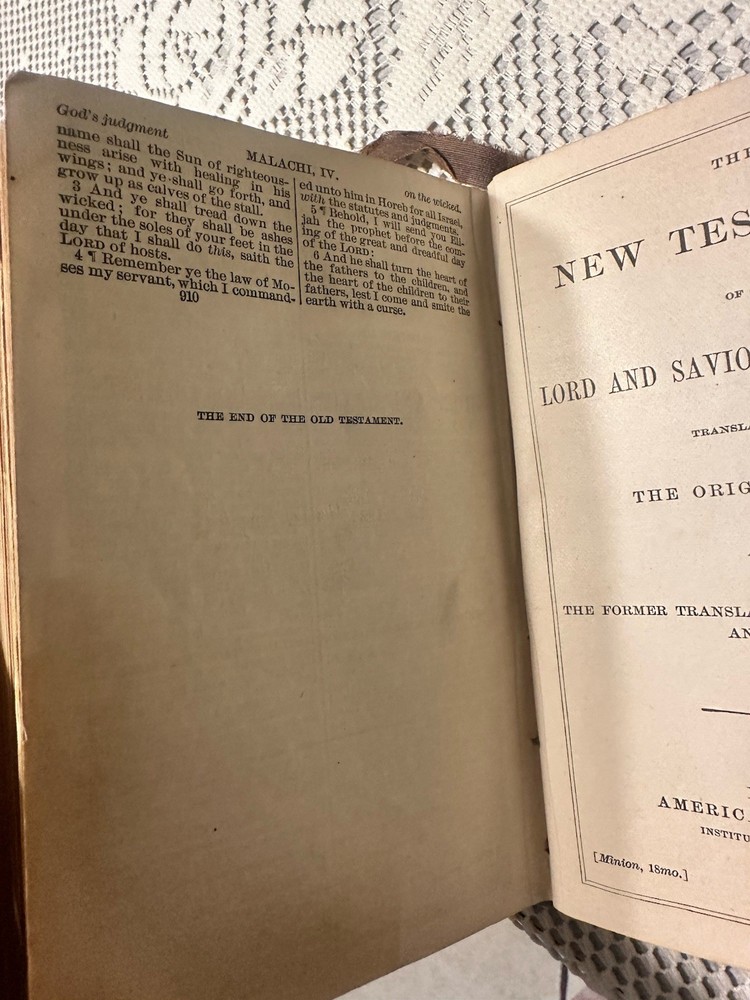 God's judgment
MALACHI, IV.
on the wicked.
name shall the Sun of righteous-
ness arise with healing in his
wings; and ye shall go forth, and
grow up as calves of the stall.
3 And ye shall tread down the
wicked; for they shall be ashes
under the soles of your feet in the
day that I shall do this, saith the
LORD of hosts.
4 ¶ Remember ye the law of Mo-
ses my servant, which I command-
910
ed unto him in Horeb for all Israel,
with the statutes and judgments.
5 ¶ Behold, I will send you Eli-
jah the prophet before the com-
ing of the great and dreadful day
of the LORD:
6 And he shall turn the heart of
the fathers to the children, and
the heart of the children to their
fathers, lest I come and smite the
earth with a curse.
THE END OF THE OLD TESTAMENT.
THE
NEW TES
OF
LORD AND SAVIO
TRANSLA
THE ORIG
THE FORMER TRANSLA
AN
AMERICA
INSTITU
[Minion, 18mo.]